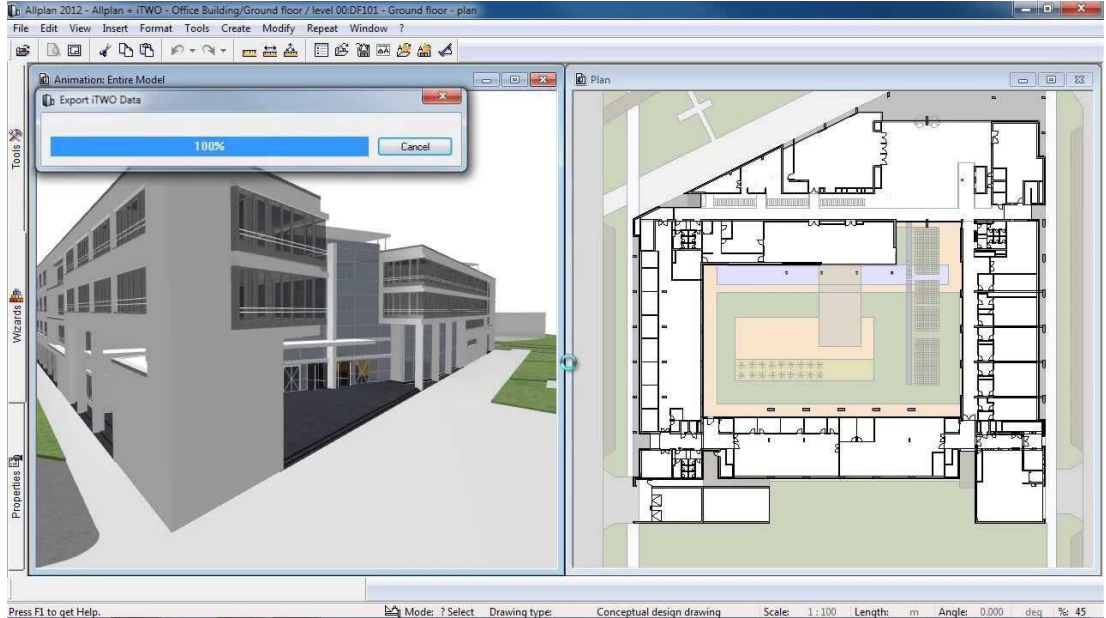 Allplan 2012 - Allplan + iTWO - Office Building/Ground floor / level 00:DF101 - Ground floor - plan
File Edit View Insert Format Tools Create Modify Repeat Window ?
Animation: Entire Model
Plan
Export iTWO Data
100%
Cancel
Tools
Wizards
Properties
Press F1 to get Help.
Mode: ? Select Drawing type: Conceptual design drawing Scale: 1 : 100 Length: m Angle: 0.000 deg %: 45